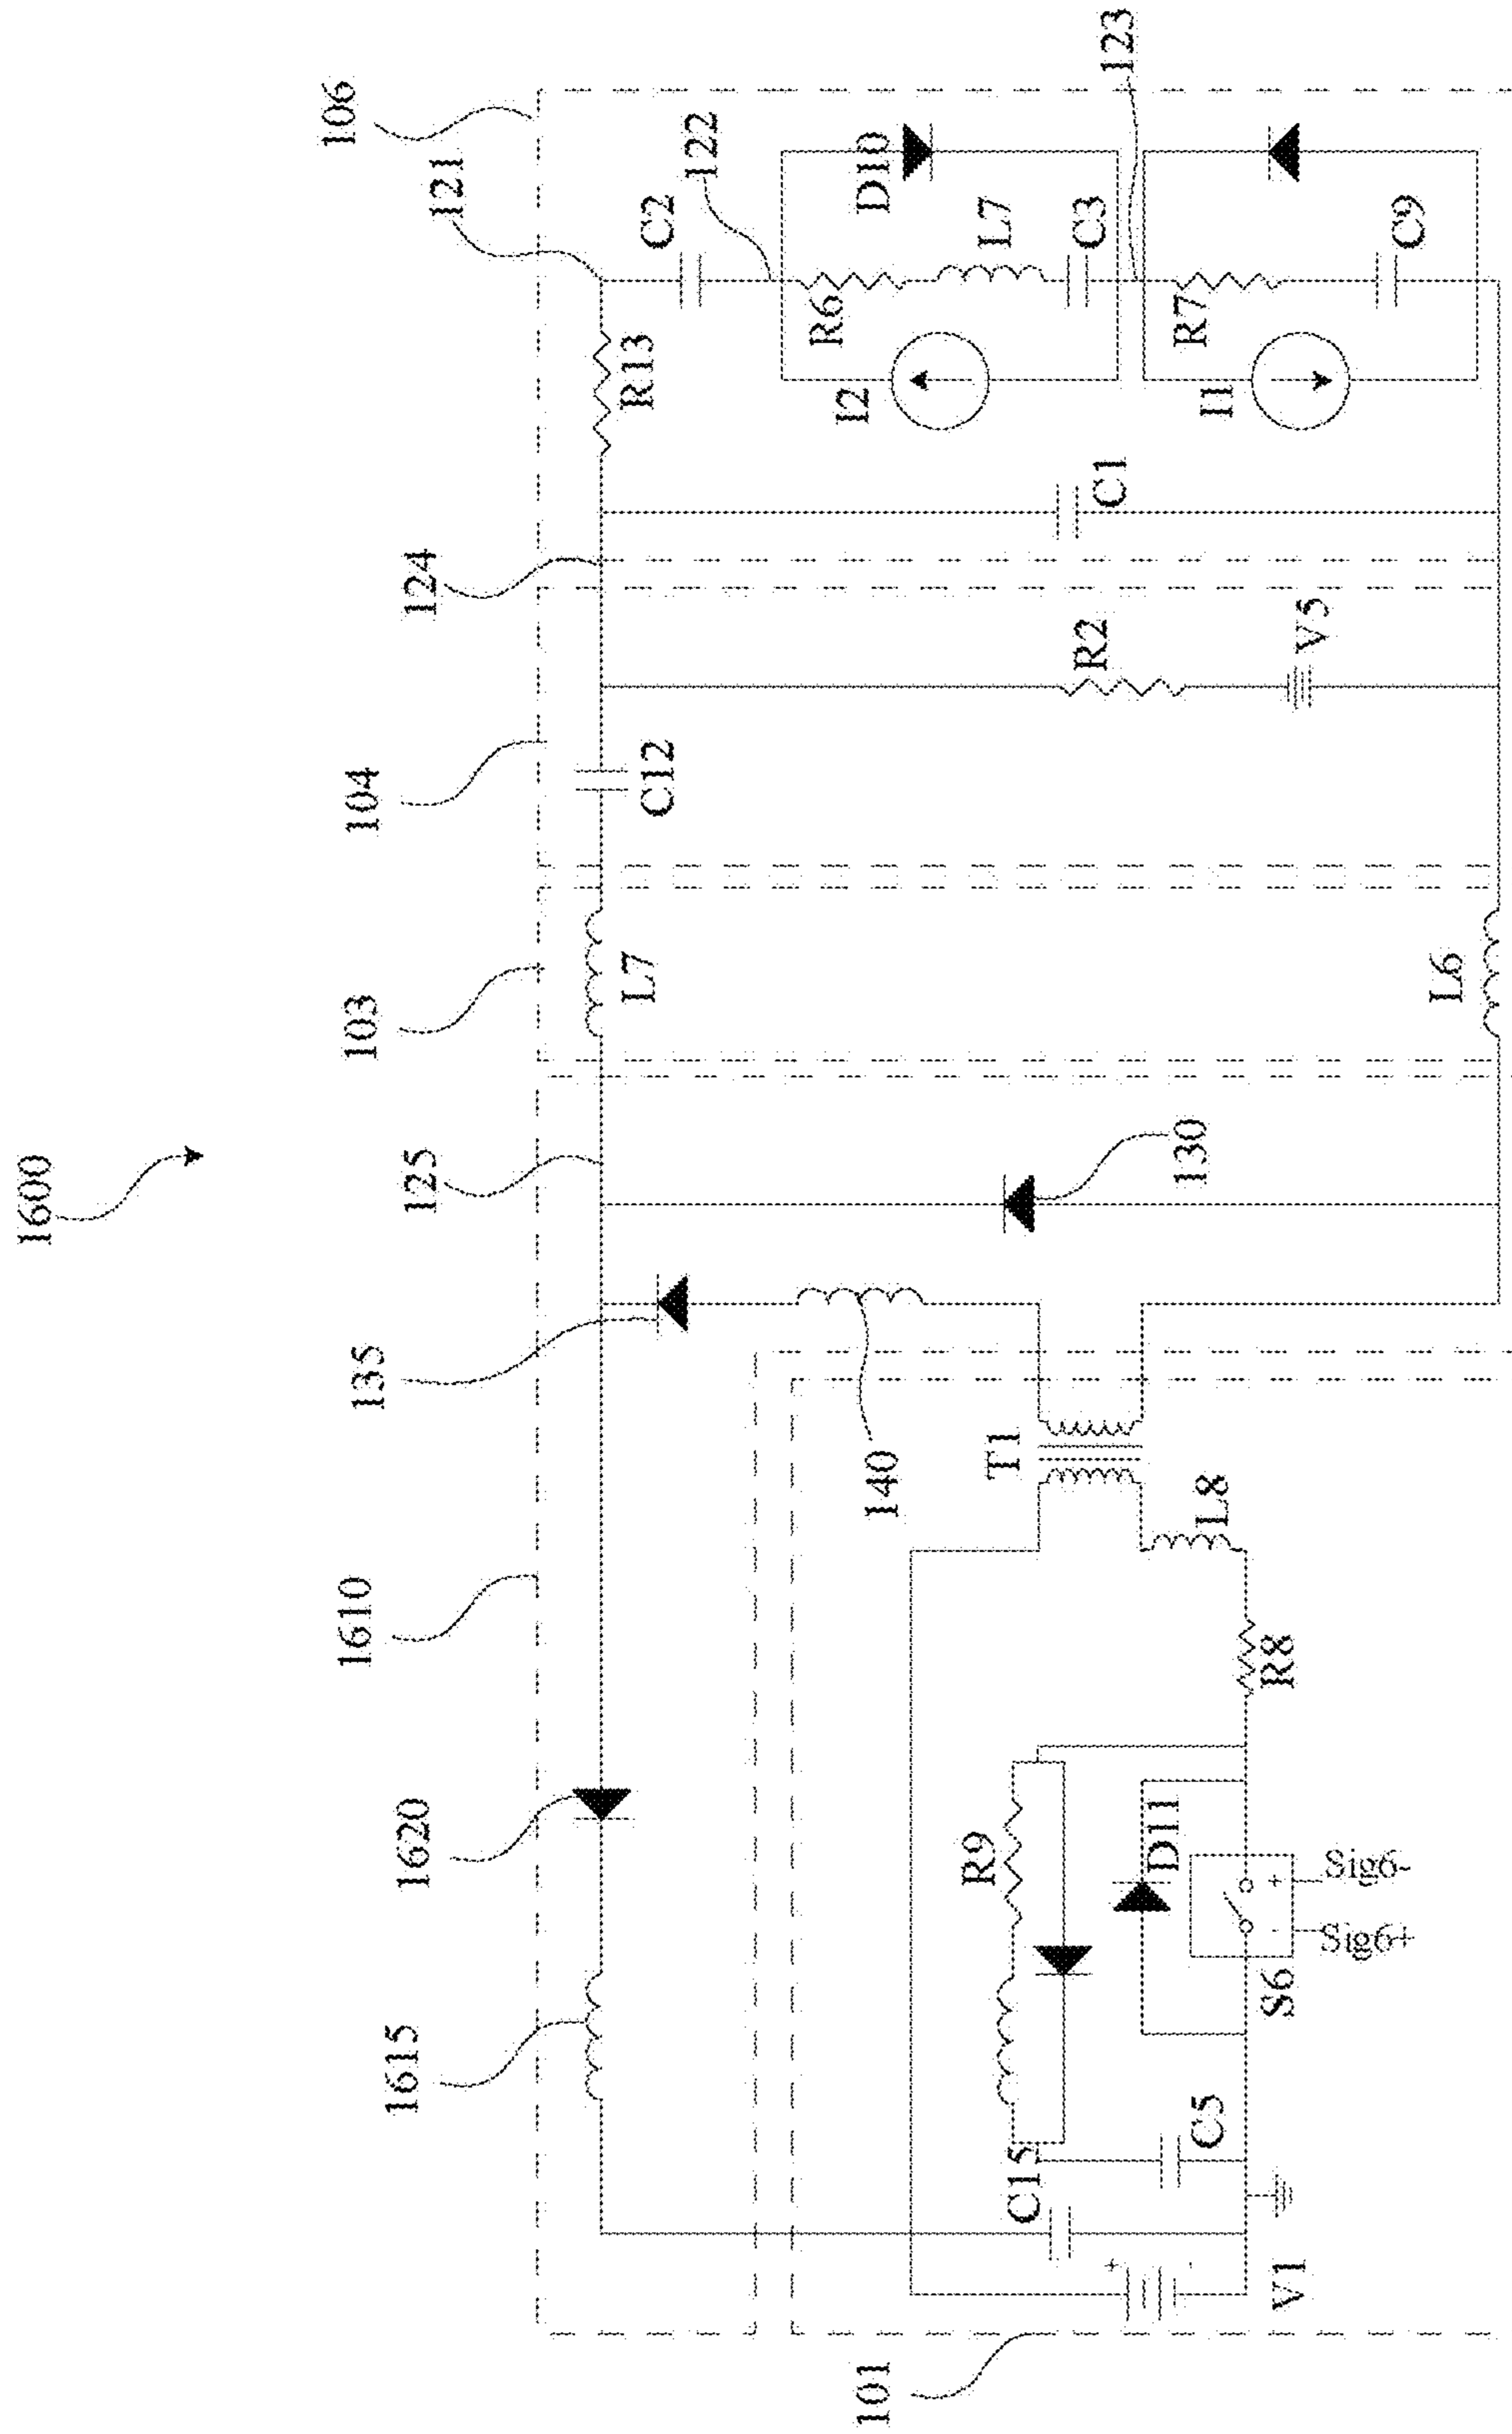 1600
101
1615
1620
1610
135
125
103
104
124
121
106
140
130
L7
C12
R13
C2
122
D10
L7
R6
C3
I2
123
R7
C9
I1
C1
R2
V5
L6
T1
L8
R8
R9
D11
S6
Sig6-
Sig6+
+
-
C15
C5
+
-
V1